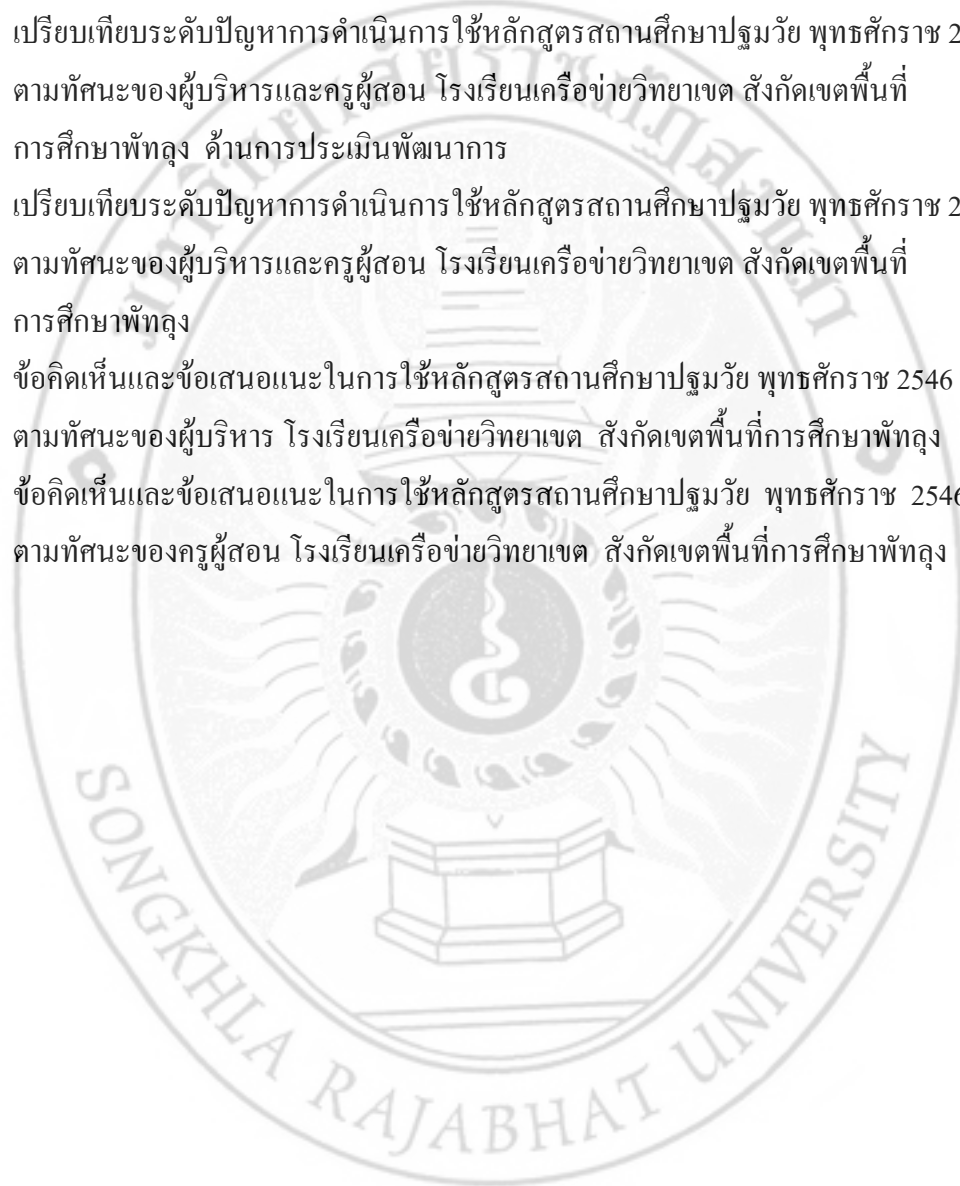 เปรียบเทียบระดับปัญหาการดำเนินการใช้หลักสูตรสถานศึกษาปฐมวัย พุทธศักราช 2
ตามทัศนะของผู้บริหารและครูผู้สอน โรงเรียนเครือข่ายวิทยาเขต สังกัดเขตพื้นที่
การศึกษาพัทลุง ด้านการประเมินพัฒนาการ
เปรียบเทียบระดับปัญหาการดำเนินการใช้หลักสูตรสถานศึกษาปฐมวัย พุทธศักราช 2
ตามทัศนะของผู้บริหารและครูผู้สอน โรงเรียนเครือข่ายวิทยาเขต สังกัดเขตพื้นที่
การศึกษาพัทลุง
ข้อคิดเห็นและข้อเสนอแนะในการใช้หลักสูตรสถานศึกษาปฐมวัย พุทธศักราช 2546
ตามทัศนะของผู้บริหาร โรงเรียนเครือข่ายวิทยาเขต สังกัดเขตพื้นที่การศึกษาพัทลุง
ข้อคิดเห็นและข้อเสนอแนะในการใช้หลักสูตรสถานศึกษาปฐมวัย พุทธศักราช 2546
ตามทัศนะของครูผู้สอน โรงเรียนเครือข่ายวิทยาเขต สังกัดเขตพื้นที่การศึกษาพัทลุง
มหาวิทยาลัยราชภัฏสงขลา
SONGKHLA RAJABHAT UNIVERSITY